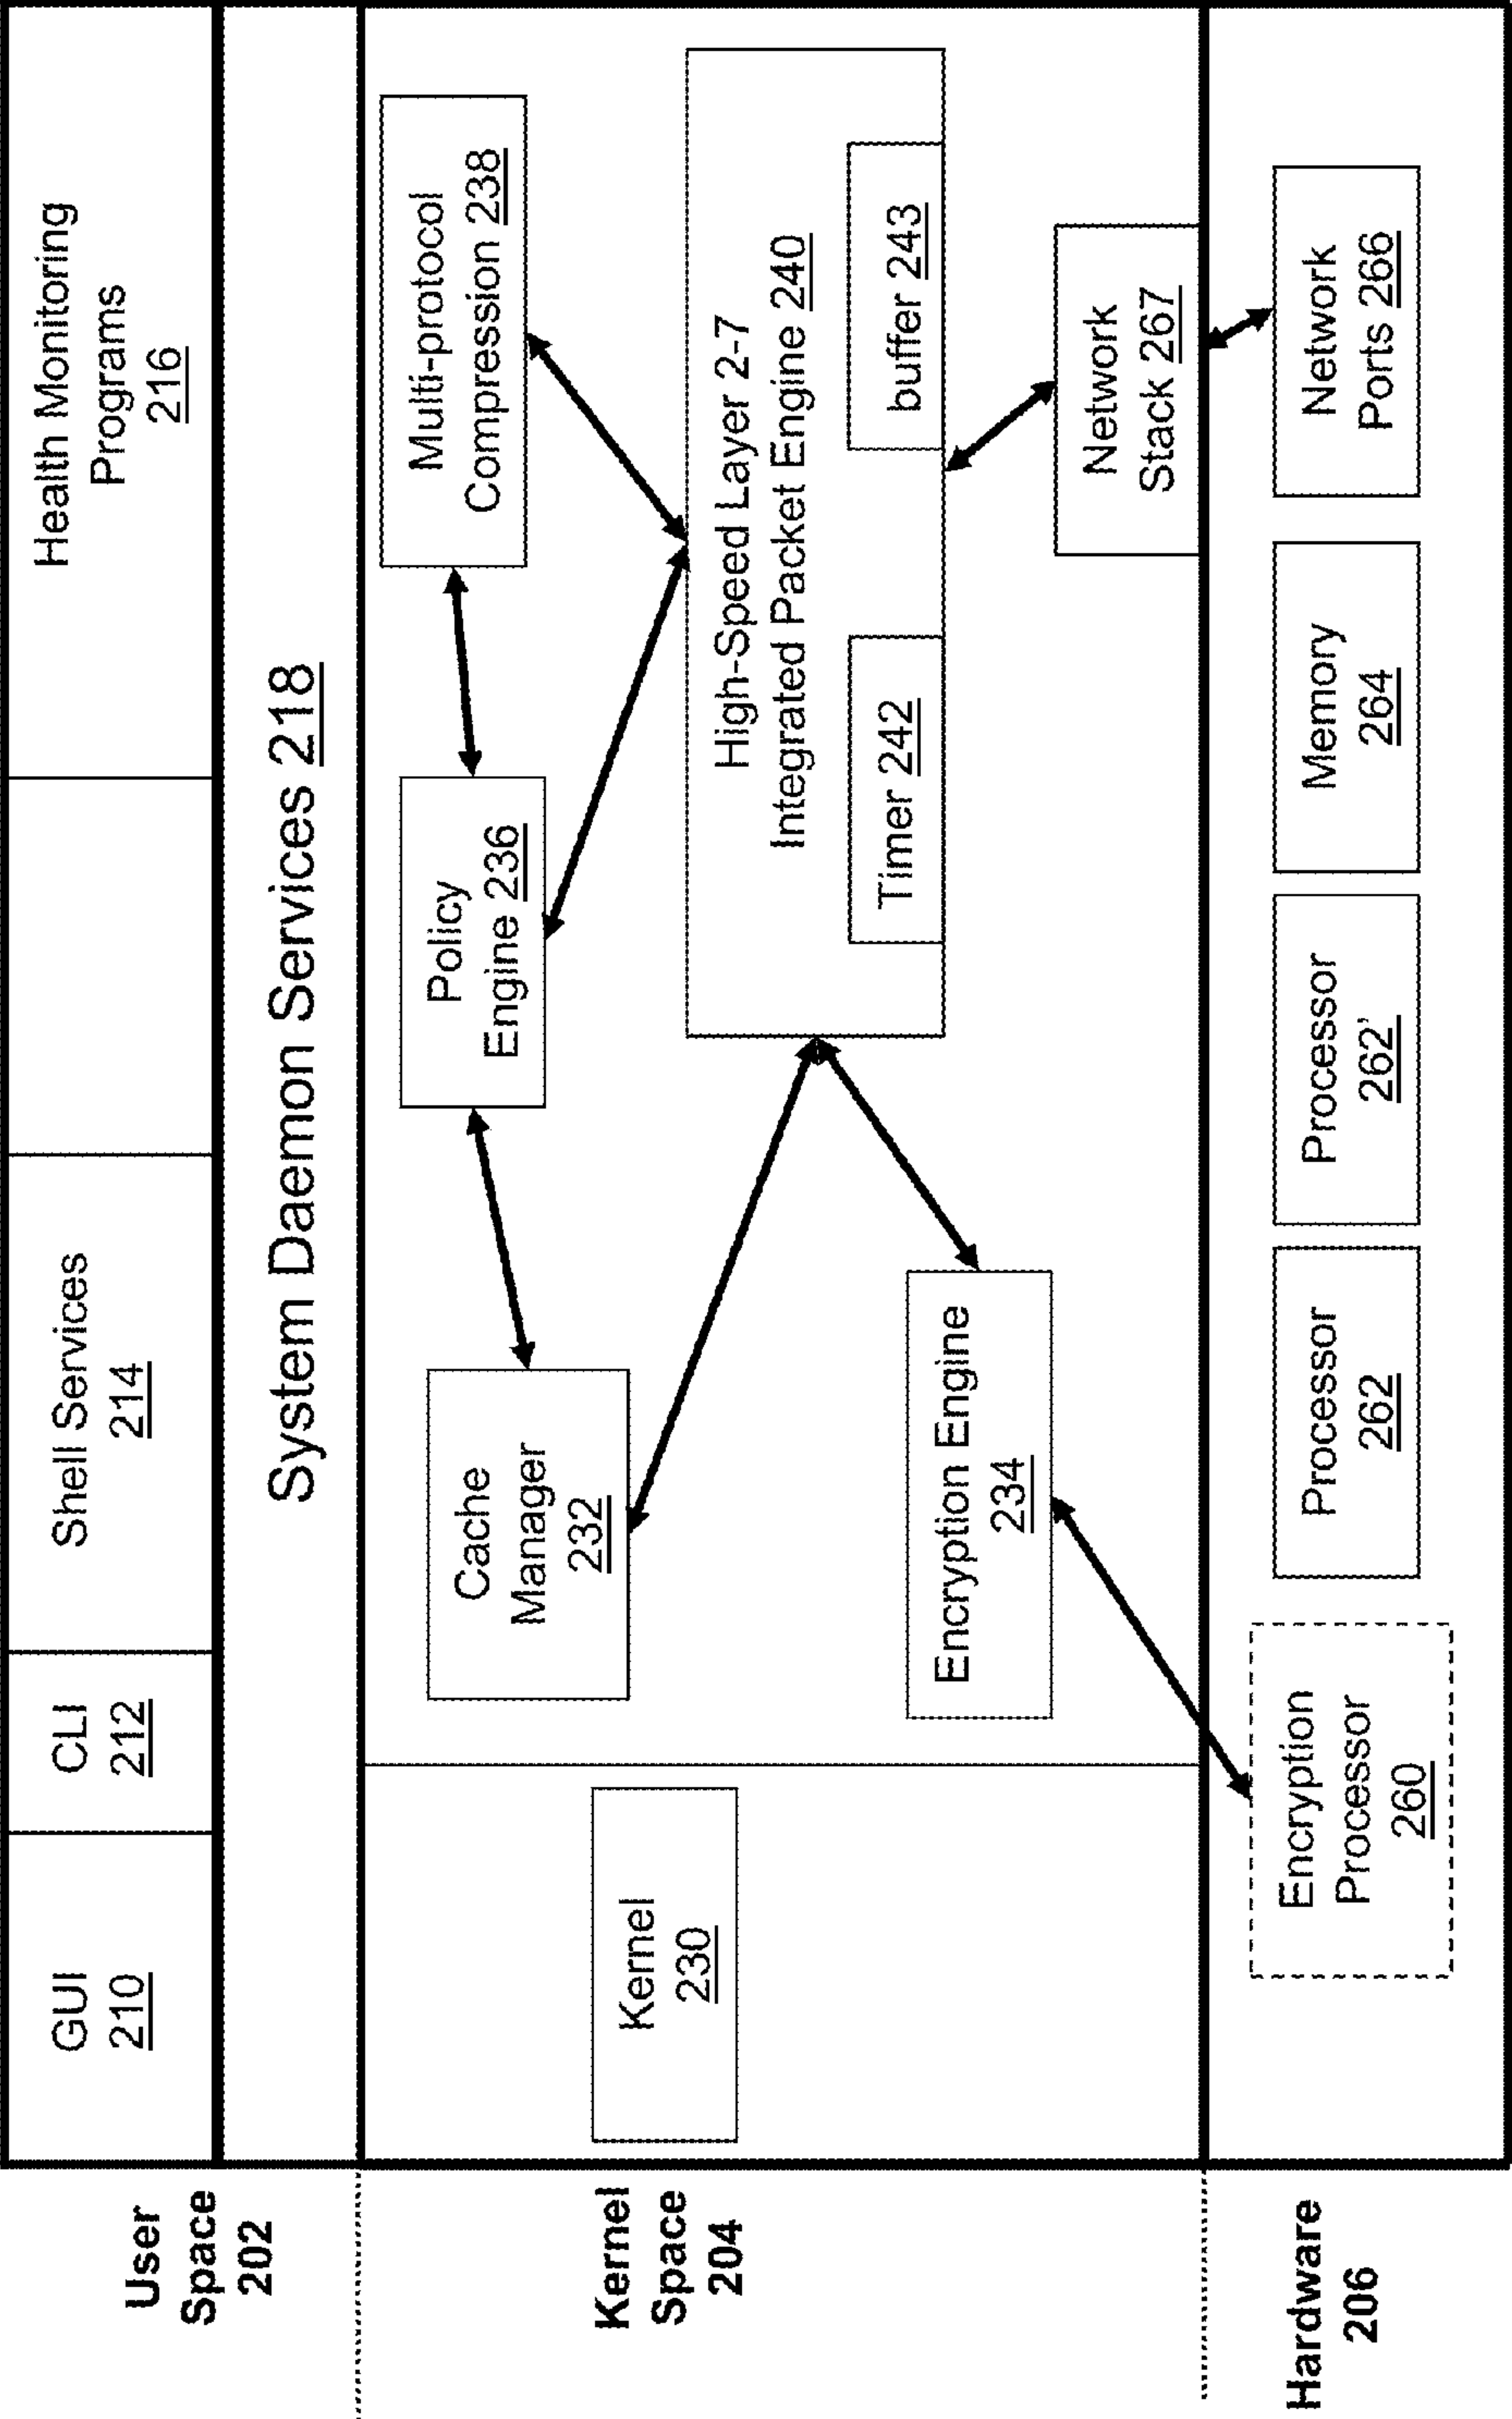 User
Space
202
GUI
210
CLI
212
Shell Services
214
Health Monitoring
Programs
216
System Daemon Services 218
Kernel
Space
204
Kernel
230
Cache
Manager
232
Policy
Engine 236
Multi-protocol
Compression 238
High-Speed Layer 2-7
Integrated Packet Engine 240
Timer 242
buffer 243
Encryption Engine
234
Network
Stack 267
Hardware
206
Encryption
Processor
260
Processor
262
Processor
262’
Memory
264
Network
Ports 266